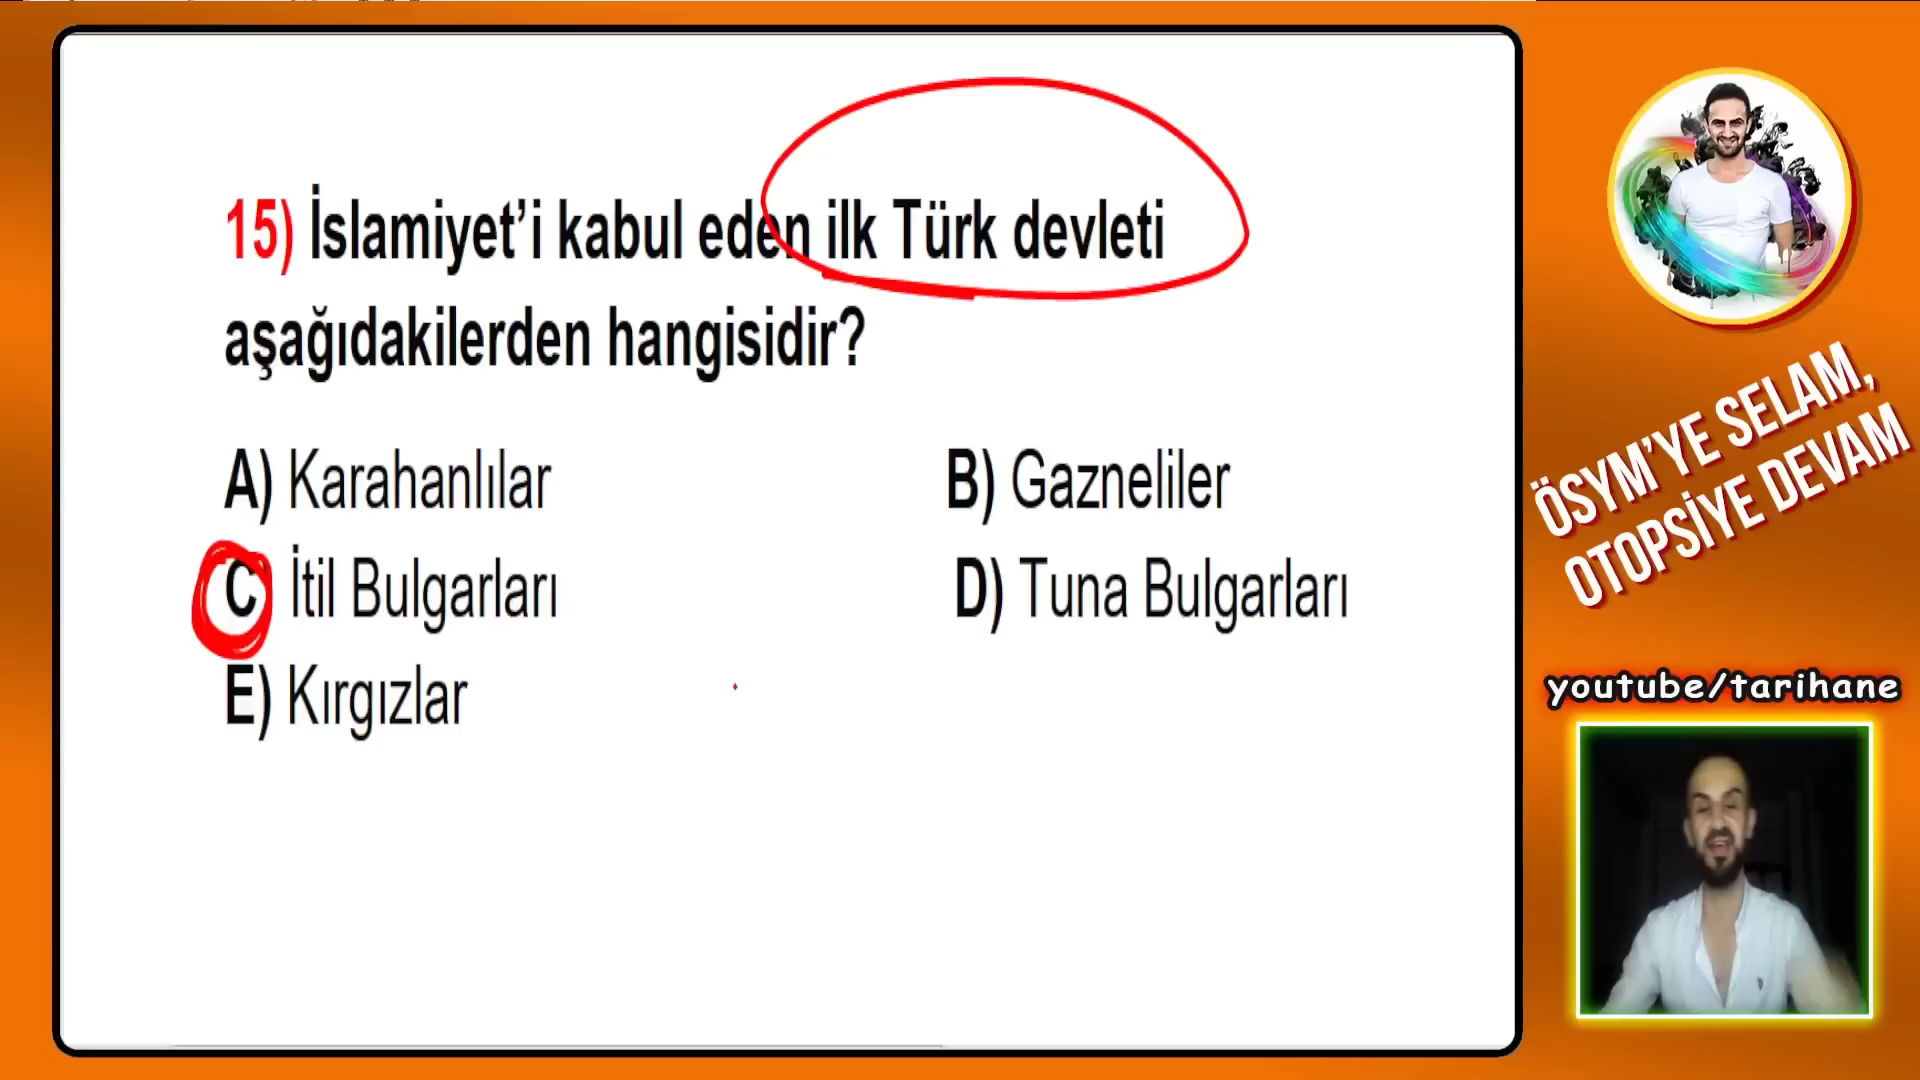 15) İslamiyet’i kabul eden ilk Türk devleti
aşağıdakilerden hangisidir?
A) Karahanlılar
B) Gazneliler
C) İtil Bulgarları
D) Tuna Bulgarları
E) Kırgızlar
ÖSYM’YE SELAM,
OTOPSİYE DEVAM
youtube/tarihane